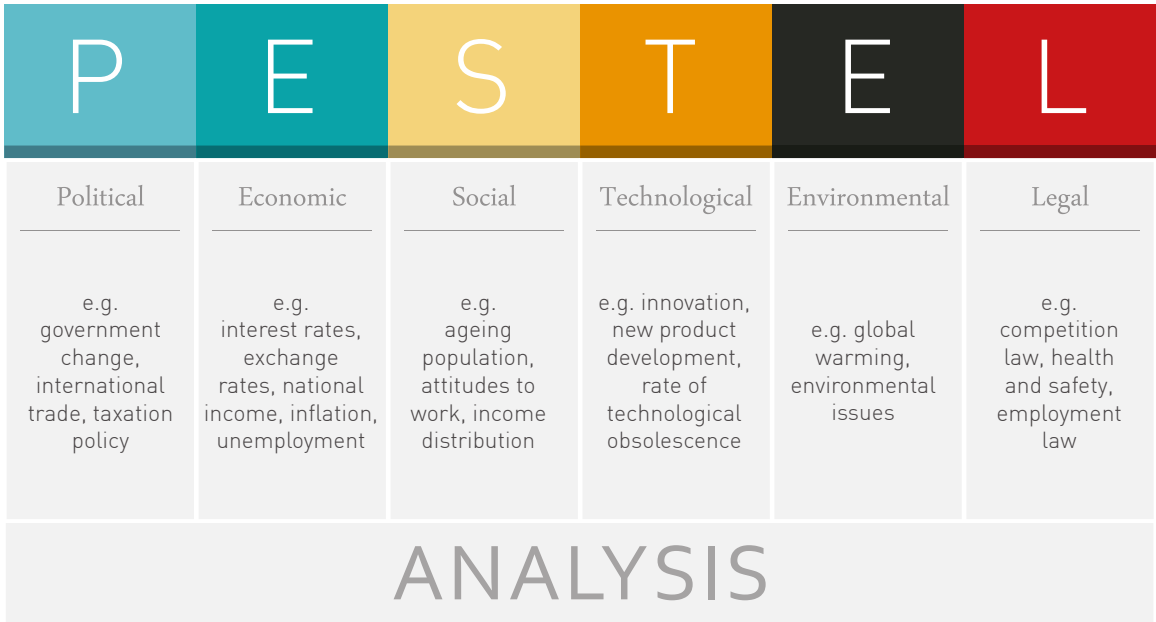 P E S T E L
Political
e.g.
government
change,
international
trade, taxation
policy
Economic
e.g.
interest rates,
exchange
rates, national
income, inflation,
unemployment
Social
e.g.
ageing
population,
attitudes to
work, income
distribution
Technological
e.g. innovation,
new product
development,
rate of
technological
obsolescence
Environmental
e.g. global
warming,
environmental
issues
Legal
e.g.
competition
law, health
and safety,
employment
law
ANALYSIS